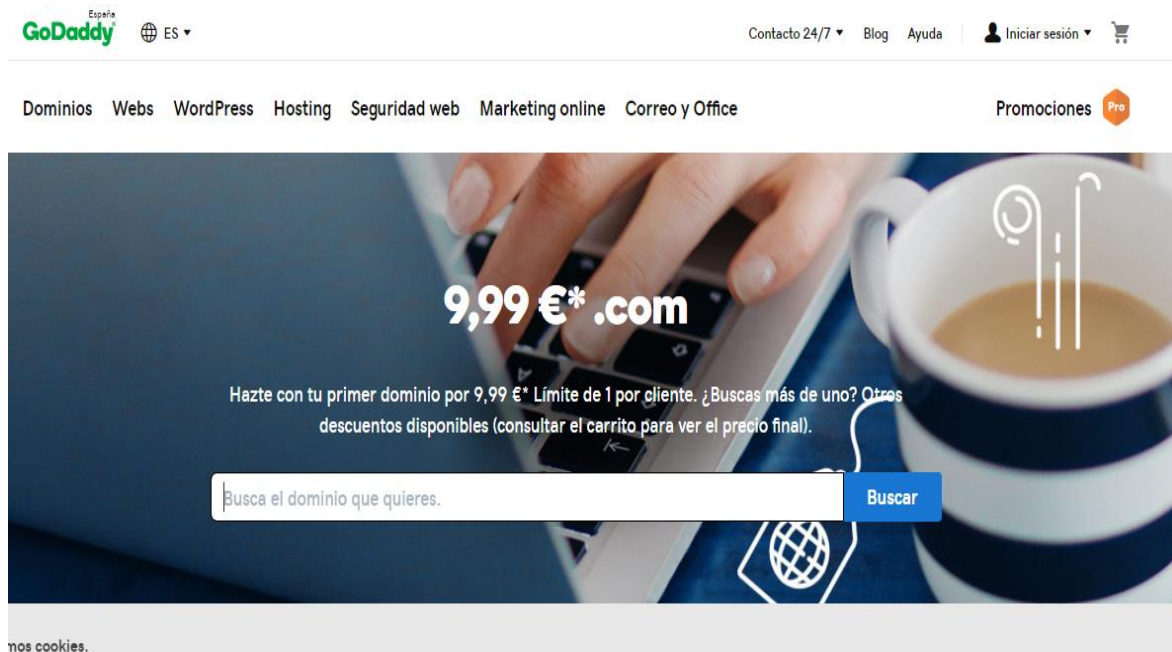 España
GoDaddy
ES
Contacto 24/7
Blog
Ayuda
Iniciar sesión
Dominios
Webs
WordPress
Hosting
Seguridad web
Marketing online
Correo y Office
Promociones
Pro
9,99 €* .com
Hazte con tu primer dominio por 9,99 €* Límite de 1 por cliente. ¿Buscas más de uno? Otros
descuentos disponibles (consultar el carrito para ver el precio final).
Busca el dominio que quieres.
Buscar
mos cookies.